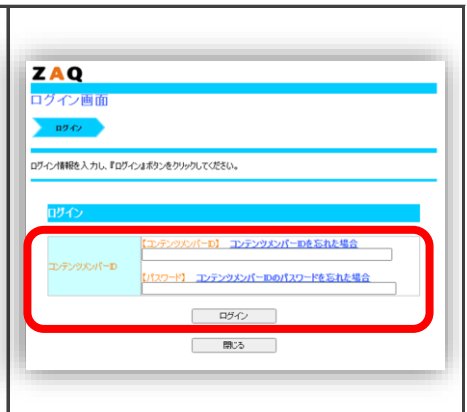 ZAQ
ログイン画面
ログイン
ログイン情報を入力し、『ログイン』ボタンをクリックしてください。
ログイン
【コンテンツメンバーID】 コンテンツメンバーIDを忘れた場合
コンテンツメンバーID
【パスワード】 コンテンツメンバーIDのパスワードを忘れた場合
ログイン
閉じる